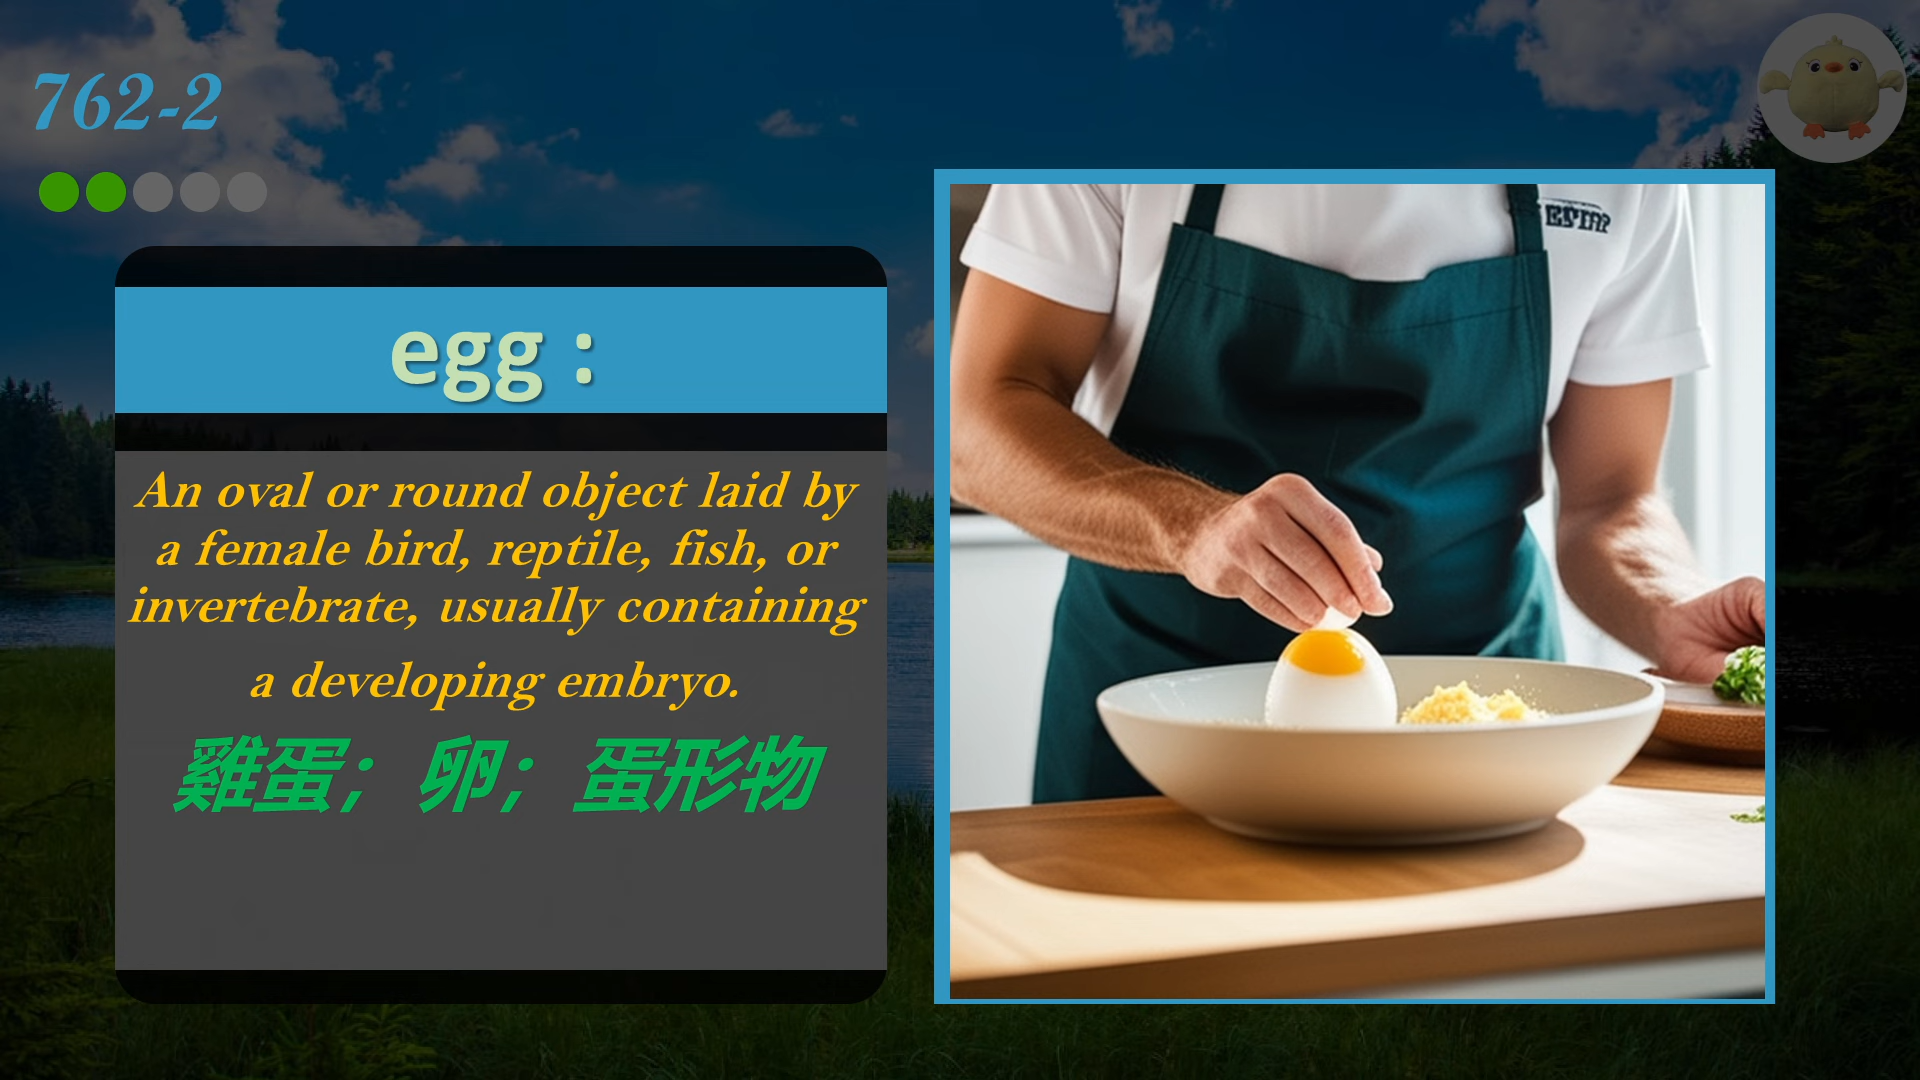 762-2
egg :
An oval or round object laid by
a female bird, reptile, fish, or
invertebrate, usually containing
a developing embryo.
雞蛋；卵；蛋形物